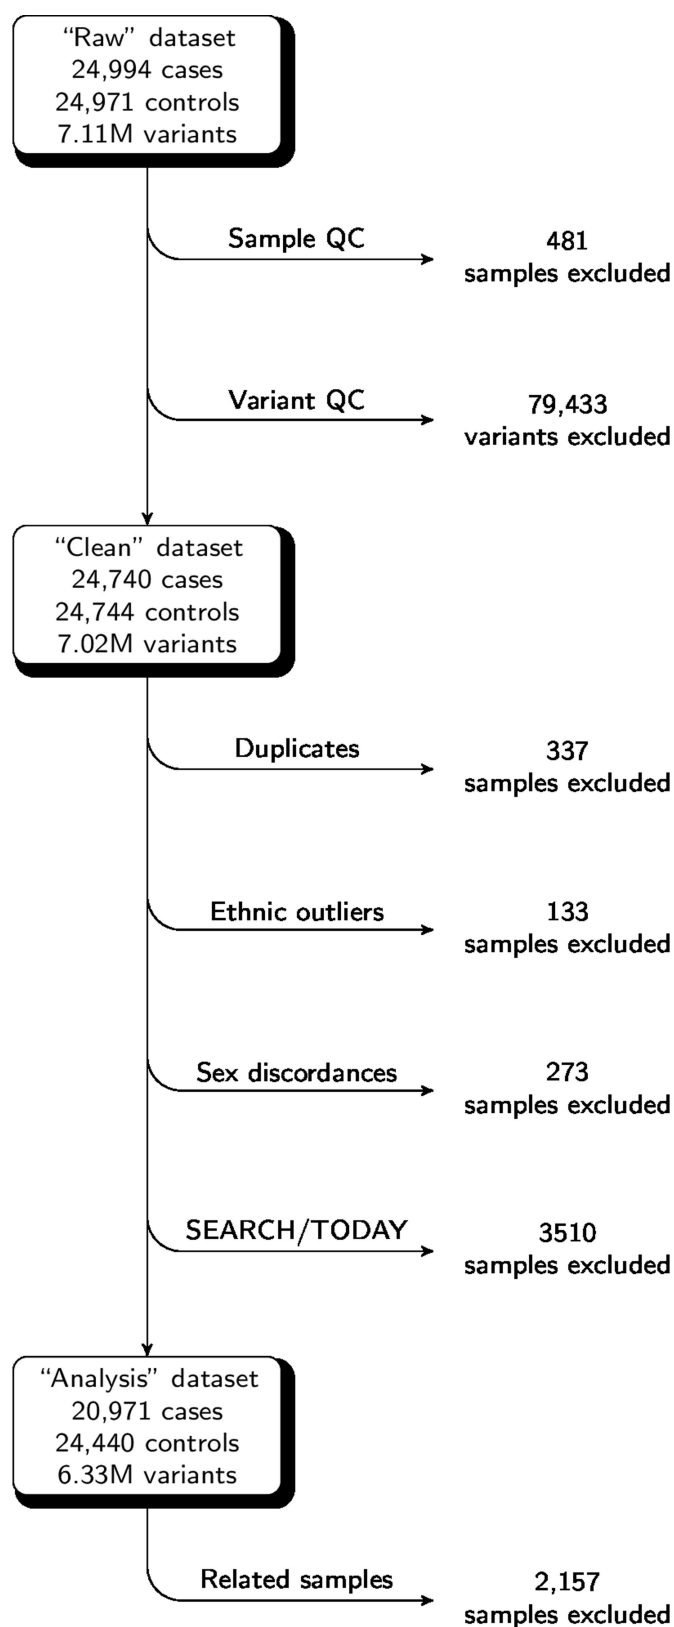 “Raw” dataset
24,994 cases
24,971 controls
7.11M variants
Sample QC
481
samples excluded
Variant QC
79,433
variants excluded
“Clean” dataset
24,740 cases
24,744 controls
7.02M variants
Duplicates
337
samples excluded
Ethnic outliers
133
samples excluded
Sex discordances
273
samples excluded
SEARCH/TODAY
3510
samples excluded
“Analysis” dataset
20,971 cases
24,440 controls
6.33M variants
Related samples
2,157
samples excluded